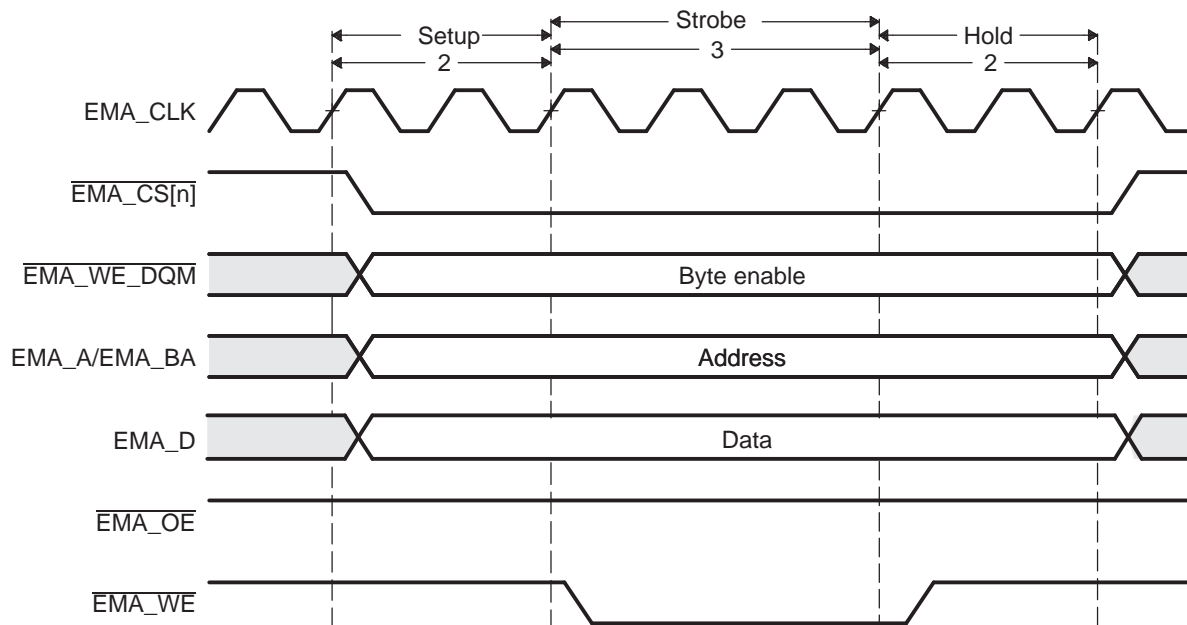 Setup
2
Strobe
3
Hold
2
EMA_CLK
EMA_CS[n]
EMA_WE_DQM
Byte enable
EMA_A/EMA_BA
Address
EMA_D
Data
EMA_OE
EMA_WE